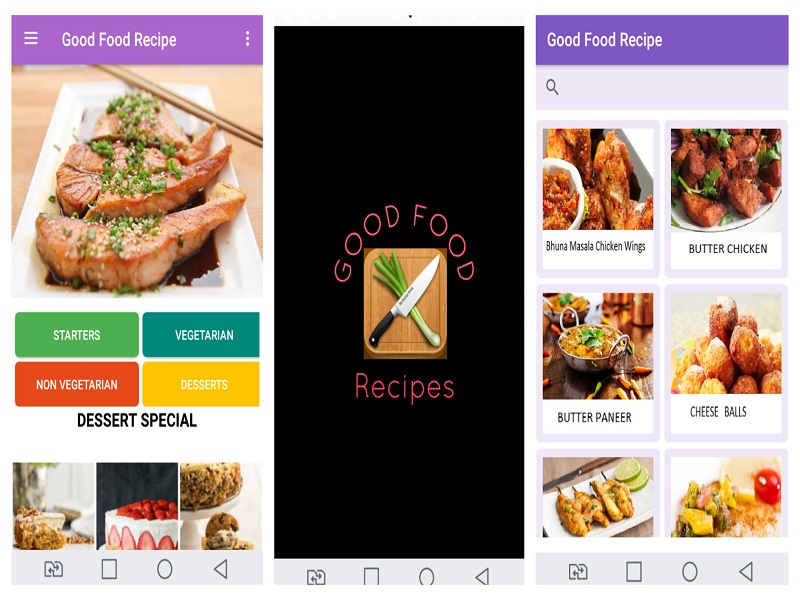 Good Food Recipe
STARTERS
VEGETARIAN
NON VEGETARIAN
DESSERTS
DESSERT SPECIAL
GOOD FOOD
Recipes
Good Food Recipe
Bhuna Masala Chicken Wings
BUTTER CHICKEN
BUTTER PANEER
CHEESE BALLS